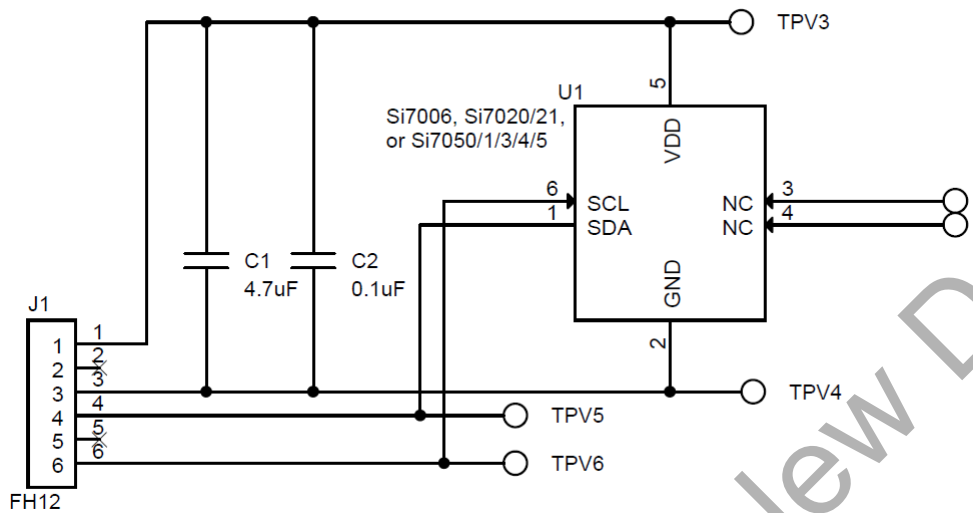 TPV3
U1
5
Si7006, Si7020/21,
or Si7050/1/3/4/5
VDD
6
SCL
NC
3
1
SDA
NC
4
C1
4.7uF
C2
0.1uF
GND
2
J1
1
1
2
2
3
3
TPV4
4
4
TPV5
5
5
6
6
TPV6
FH12
lew D